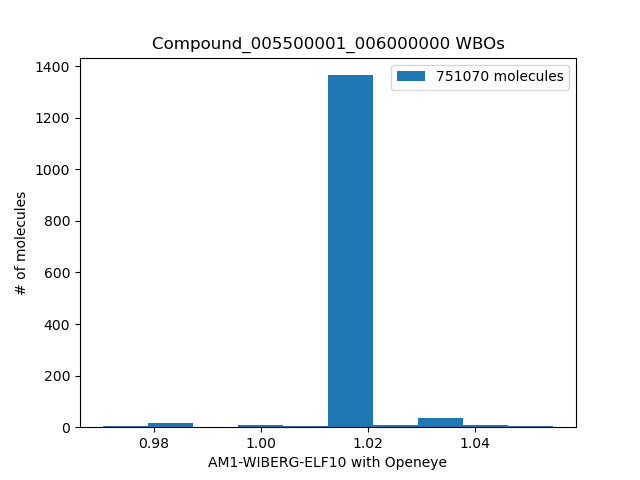 Compound_005500001_006000000 WBOs
751070 molecules
# of molecules
1400
1200
1000
800
600
400
200
0
0.98 1.00 1.02 1.04
AM1-WIBERG-ELF10 with Openeye